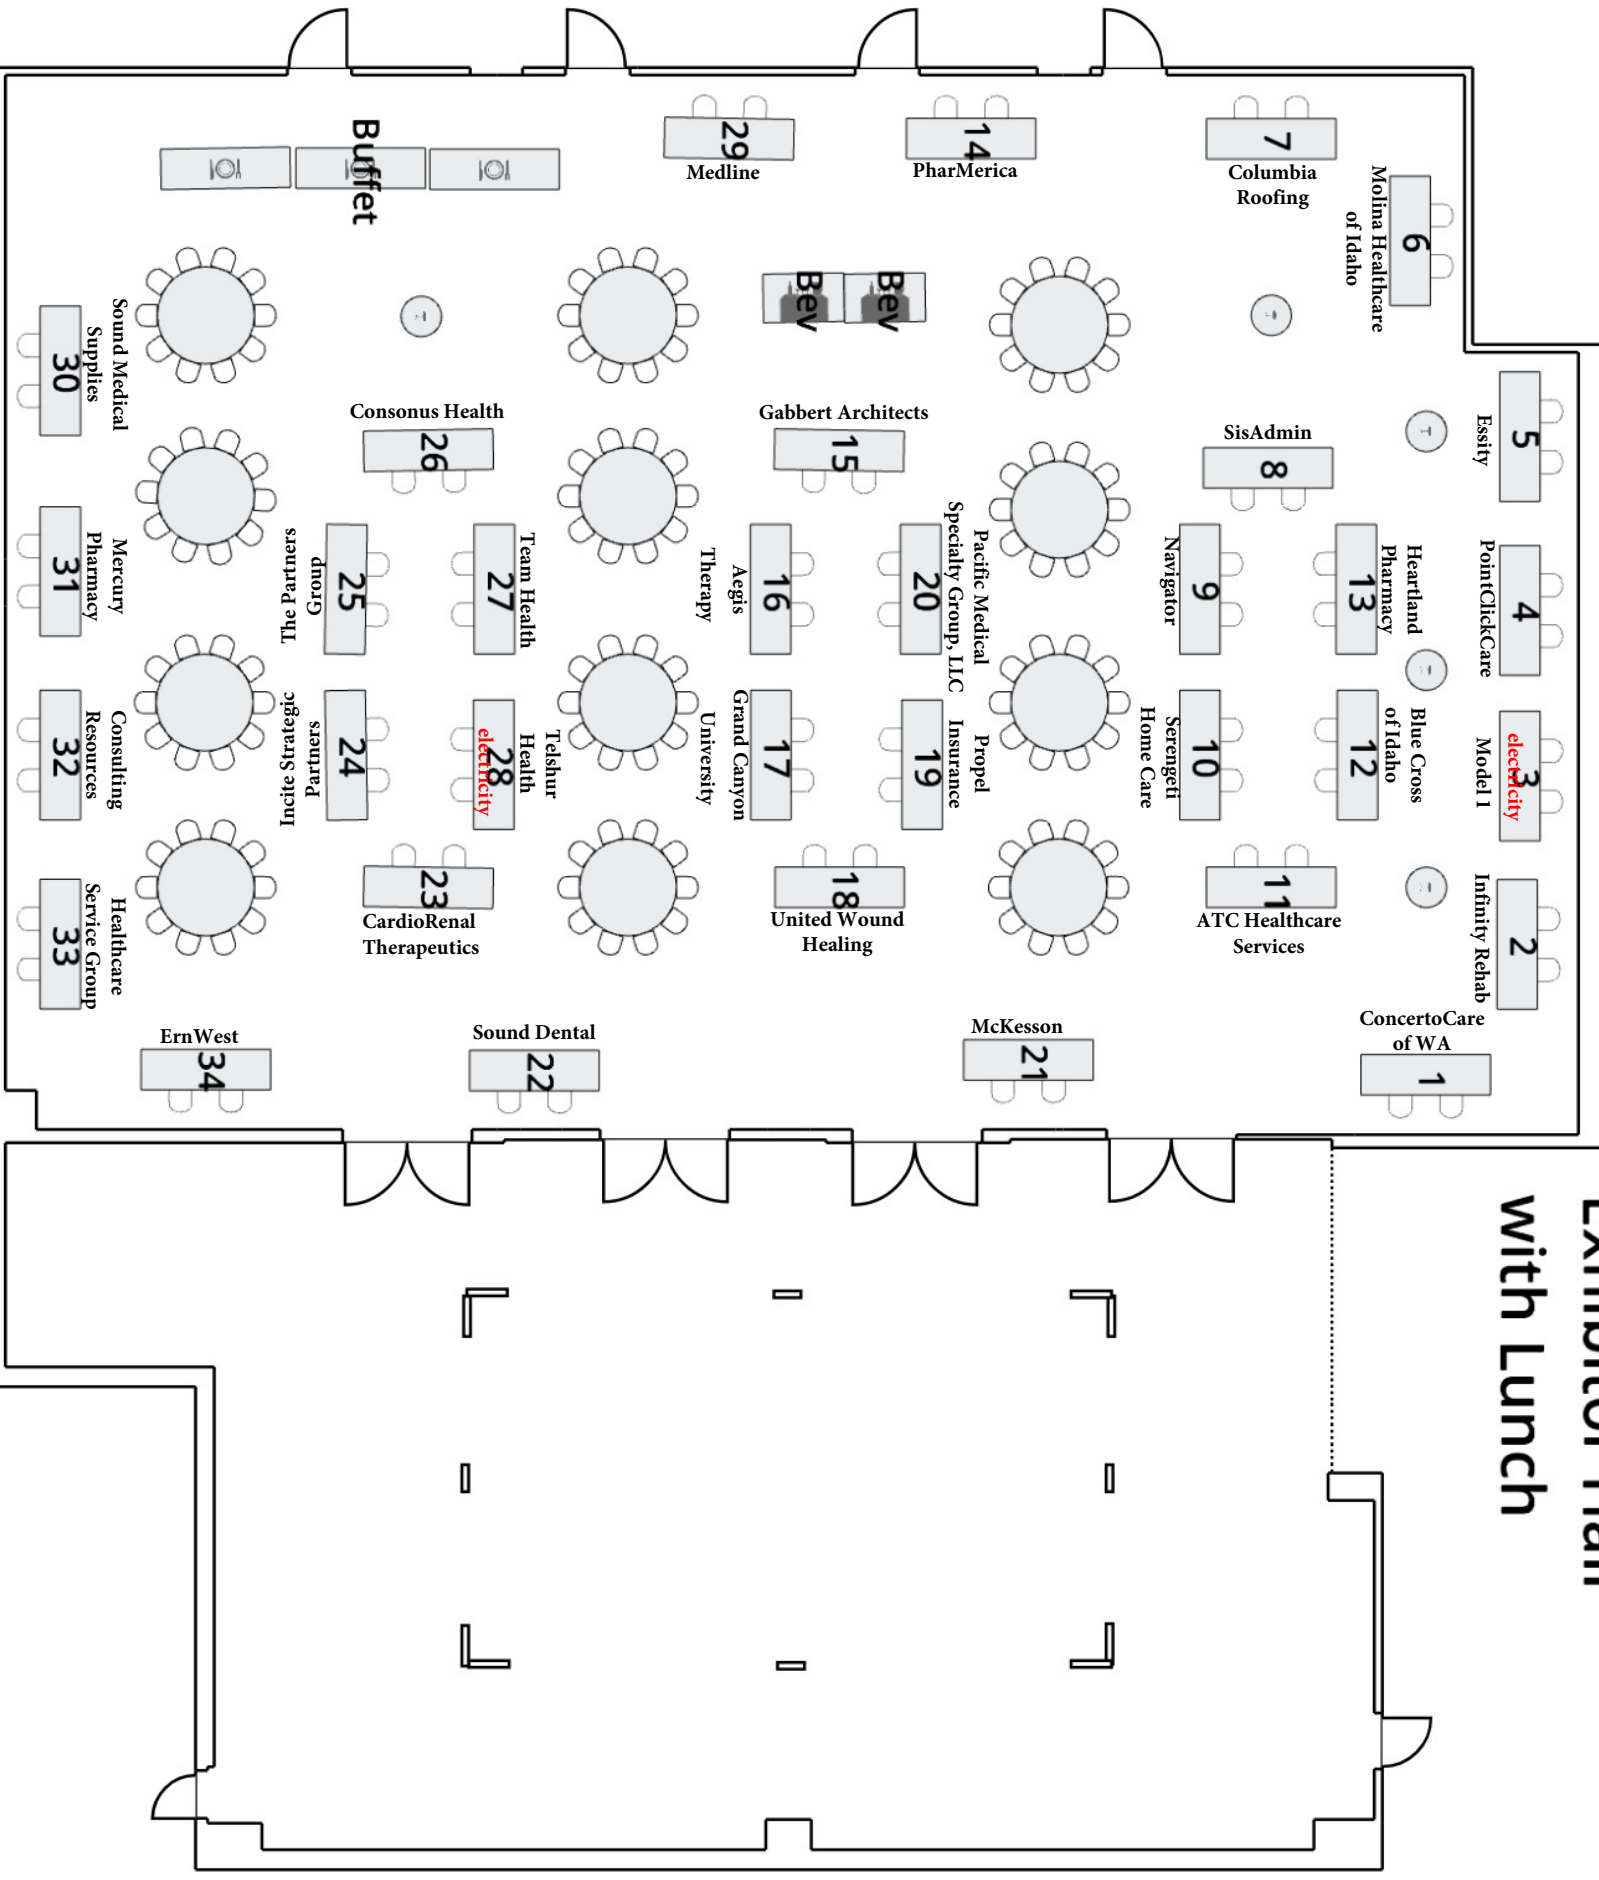 Buffet
29
Medline
14
PharMerica
7
Columbia
Roofing
6
Molina Healthcare
of Idaho
Bev
Bev
30
Sound Medical
Supplies
Consonus Health
26
Gabbert Architects
15
SisAdmin
8
5
Essity
31
Mercury
Pharmacy
The Partners
Group
25
27
Team Health
Aegis
Therapy
16
20
Pacific Medical
Specialty Group, LLC
Navigator
9
13
Heartland
Pharmacy
PointClickCare
4
32
Consulting
Resources
Incite Strategic
Partners
24
28
electricity
Telshur
Health
Grand Canyon
University
17
19
Propel
Insurance
Serengeti
Home Care
10
12
Blue Cross
of Idaho
Model 1
3
electricity
33
Healthcare
Service Group
23
CardioRenal
Therapeutics
18
United Wound
Healing
11
ATC Healthcare
Services
Infinity Rehab
2
ErnWest
34
Sound Dental
22
McKesson
21
ConcertoCare
of WA
1
Exhibitor Hall
with Lunch